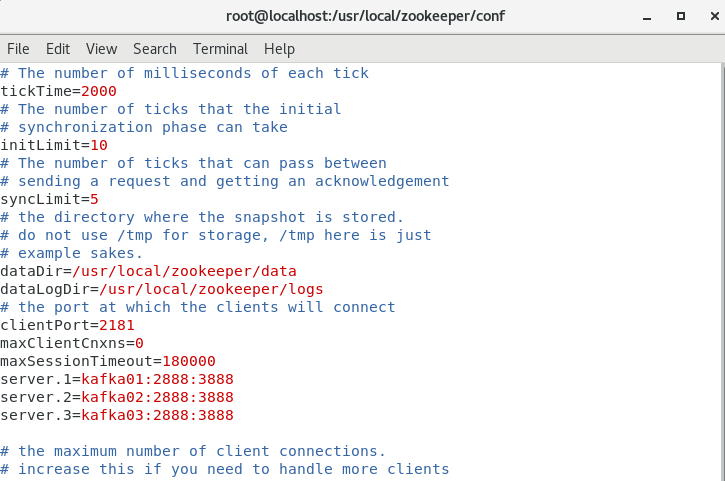 root@localhost:/usr/local/zookeeper/conf
File Edit View Search Terminal Help
# The number of milliseconds of each tick
tickTime=2000
# The number of ticks that the initial
# synchronization phase can take
initLimit=10
# The number of ticks that can pass between
# sending a request and getting an acknowledgement
syncLimit=5
# the directory where the snapshot is stored.
# do not use /tmp for storage, /tmp here is just
# example sakes.
dataDir=/usr/local/zookeeper/data
dataLogDir=/usr/local/zookeeper/logs
# the port at which the clients will connect
clientPort=2181
maxClientCnxns=0
maxSessionTimeout=180000
server.1=kafka01:2888:3888
server.2=kafka02:2888:3888
server.3=kafka03:2888:3888
# the maximum number of client connections.
# increase this if you need to handle more clients